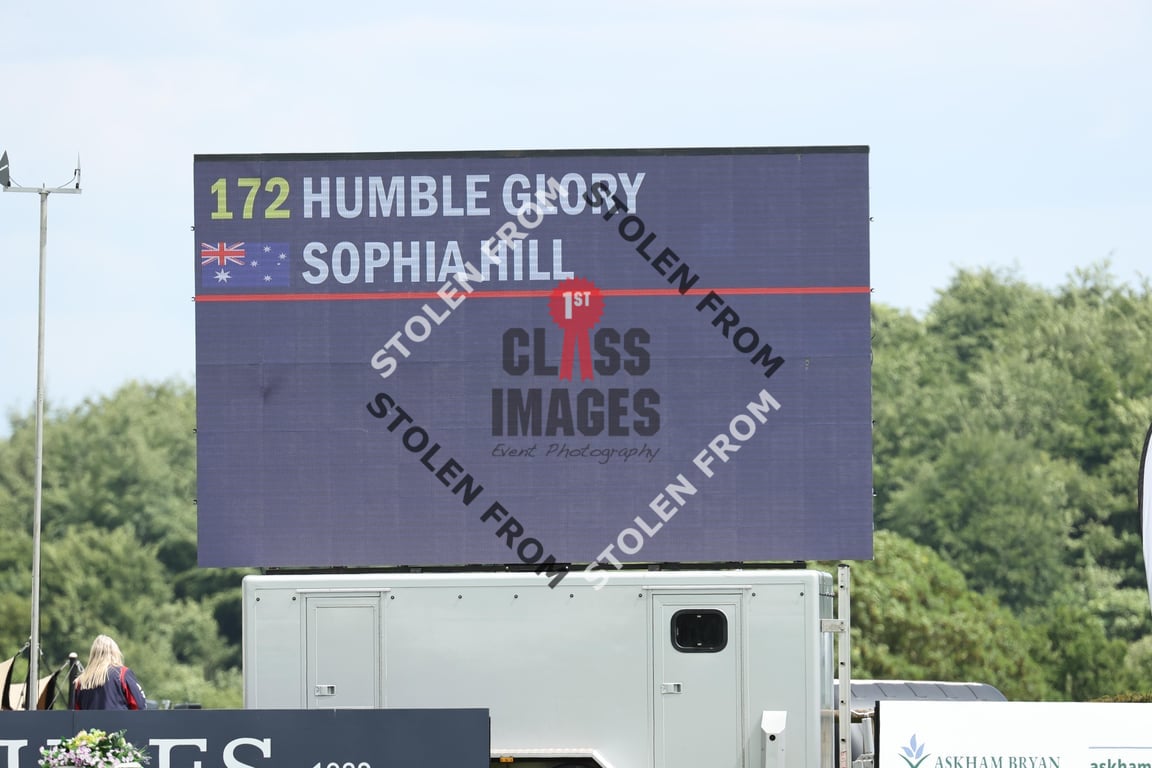 172 HUMBLE GLORY
SOPHIA HILL
STOLEN FROM
STOLEN FROM
1ST
CLASS
IMAGES
Event Photography
STOLEN FROM
STOLEN FROM
ASKHAM BRYAN
askham